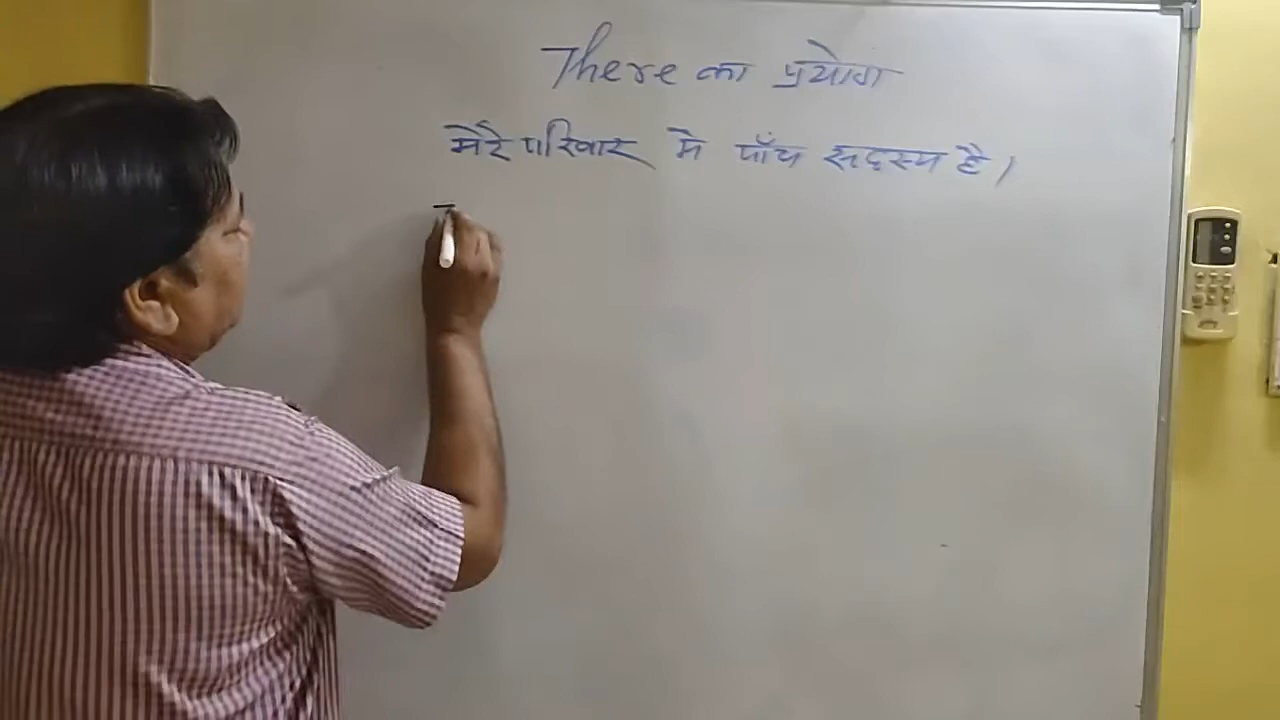 There का प्रयोग
मेरे परिवार मे पाँच सदस्य है।